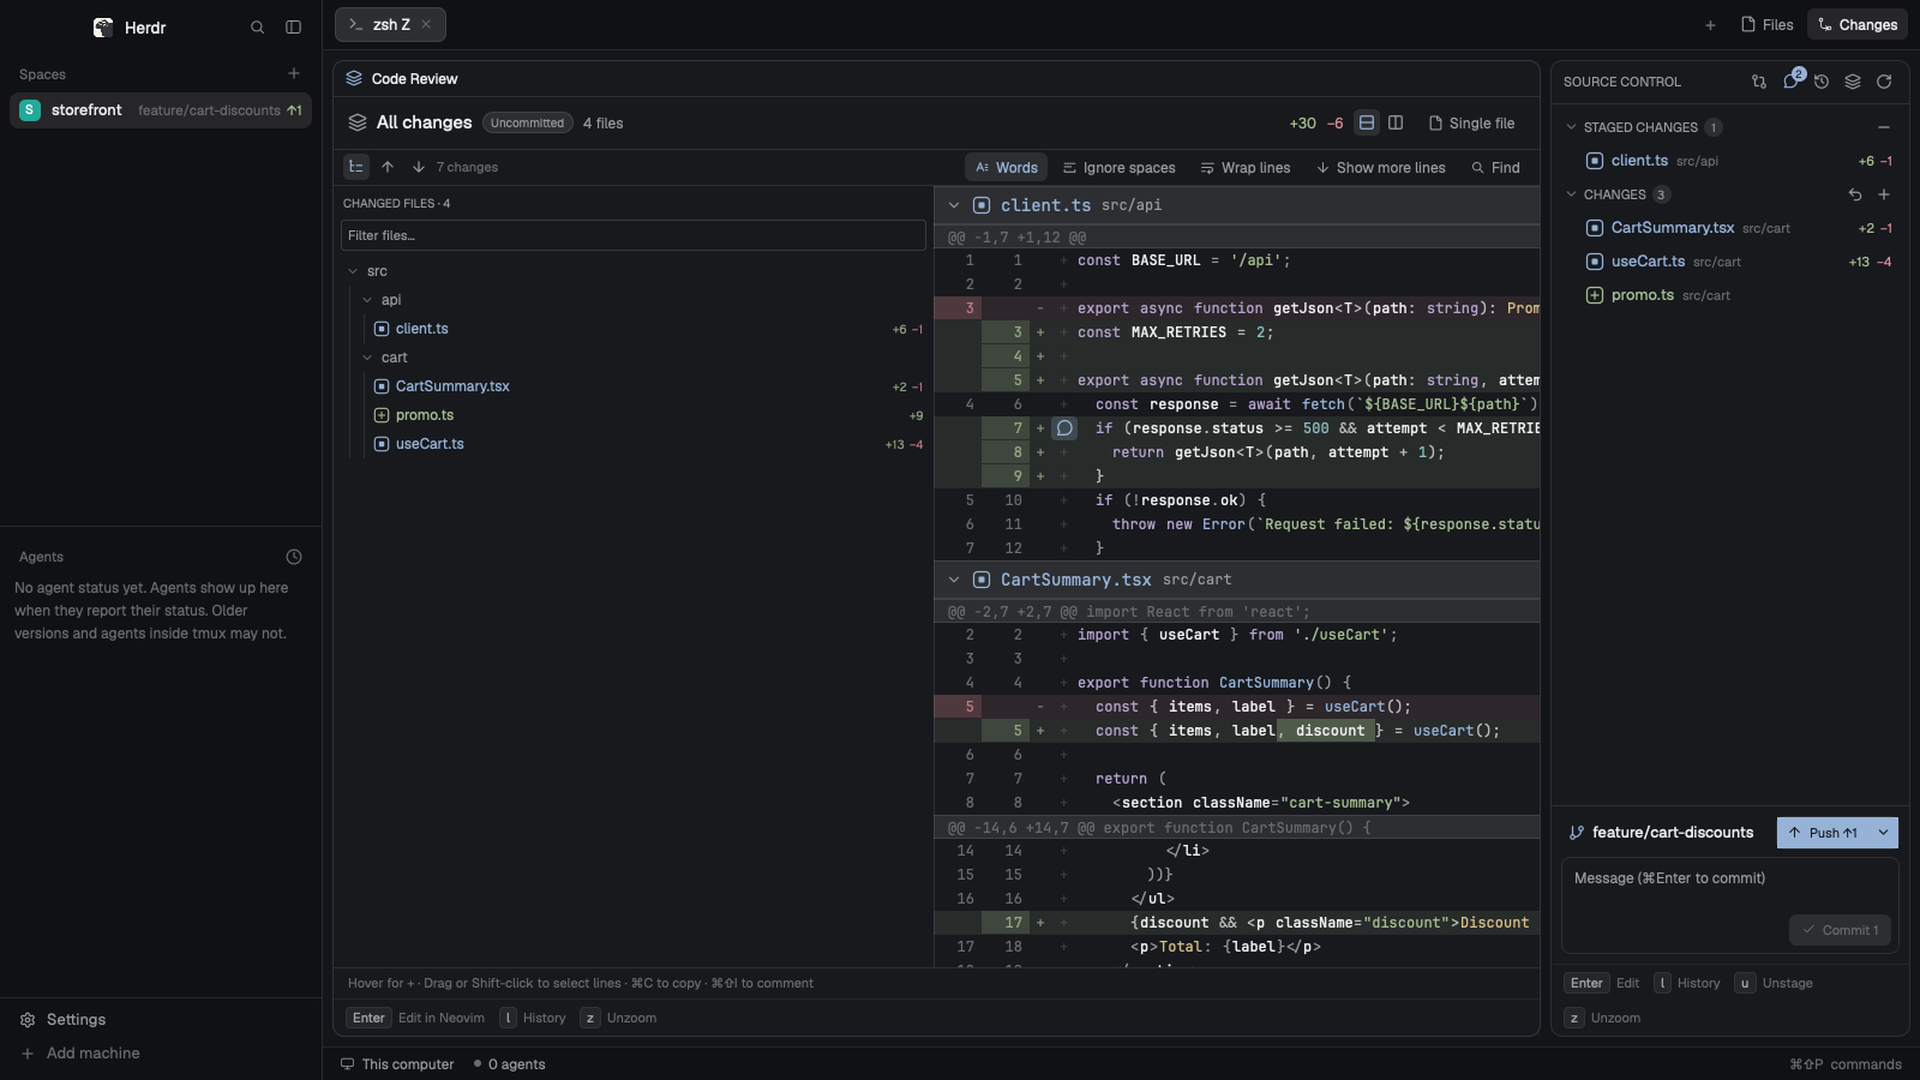 Herdr
Spaces
S storefront feature/cart-discounts ↑1
Agents
No agent status yet. Agents show up here
when they report their status. Older
versions and agents inside tmux may not.
Settings
Add machine
zsh Z
Files
Changes
Code Review
All changes Uncommitted 4 files
+30 −6
Single file
7 changes
Words
Ignore spaces
Wrap lines
Show more lines
Find
CHANGED FILES · 4
Filter files…
src
api
client.ts +6 −1
cart
CartSummary.tsx +2 −1
promo.ts +9
useCart.ts +13 −4
client.ts src/api
@@ -1,7 +1,12 @@
1 1 + const BASE_URL = '/api';
2 2 +
3 - + export async function getJson<T>(path: string): Prom
3 + + const MAX_RETRIES = 2;
4 + +
5 + + export async function getJson<T>(path: string, attem
4 6 + const response = await fetch(`${BASE_URL}${path}`)
7 + if (response.status >= 500 && attempt < MAX_RETRIE
8 + + return getJson<T>(path, attempt + 1);
9 + + }
5 10 + if (!response.ok) {
6 11 + throw new Error(`Request failed: ${response.statu
7 12 + }
CartSummary.tsx src/cart
@@ -2,7 +2,7 @@ import React from 'react';
2 2 + import { useCart } from './useCart';
3 3 +
4 4 + export function CartSummary() {
5 - + const { items, label } = useCart();
5 + + const { items, label, discount } = useCart();
6 6 +
7 7 + return (
8 8 + <section className="cart-summary">
@@ -14,6 +14,7 @@ export function CartSummary() {
14 14 + </li>
15 15 + ))}
16 16 + </ul>
17 + + {discount && <p className="discount">Discount
17 18 + <p>Total: {label}</p>
Hover for + · Drag or Shift-click to select lines · ⌘C to copy · ⌘⇧I to comment
Enter Edit in Neovim l History z Unzoom
SOURCE CONTROL
2
STAGED CHANGES 1
client.ts src/api +6 −1
CHANGES 3
CartSummary.tsx src/cart +2 −1
useCart.ts src/cart +13 −4
promo.ts src/cart
feature/cart-discounts
Push ↑1
Message (⌘Enter to commit)
Commit 1
Enter Edit l History u Unstage
z Unzoom
This computer
0 agents
⌘⇧P commands